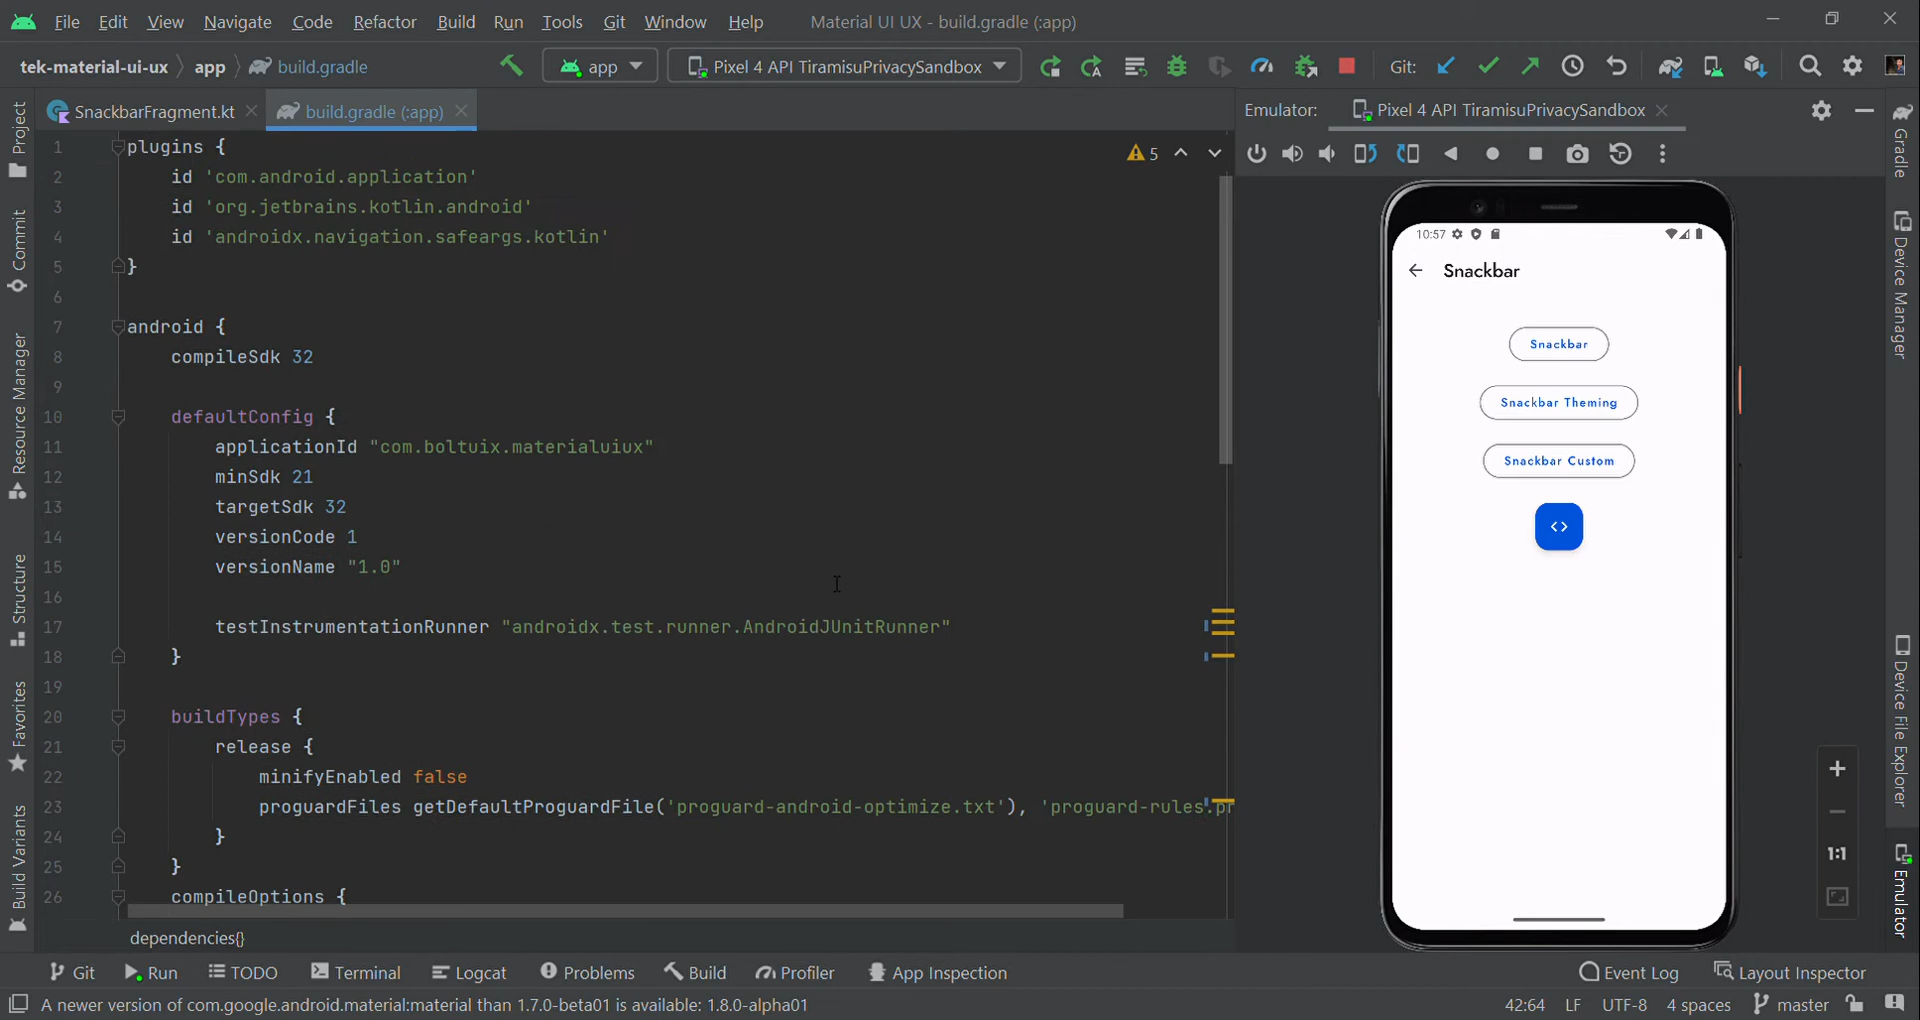 File Edit View Navigate Code Refactor Build Run Tools Git Window Help Material UI UX - build.gradle (:app)
tek-material-ui-ux app build.gradle app Pixel 4 API TiramisuPrivacySandbox Git:
SnackbarFragment.kt build.gradle (:app)
Emulator: Pixel 4 API TiramisuPrivacySandbox
5
Project
Commit
Resource Manager
Structure
Favorites
Build Variants
1 plugins {
2 id 'com.android.application'
3 id 'org.jetbrains.kotlin.android'
4 id 'androidx.navigation.safeargs.kotlin'
5 }
6
7 android {
8 compileSdk 32
9
10 defaultConfig {
11 applicationId "com.boltuix.materialuiux"
12 minSdk 21
13 targetSdk 32
14 versionCode 1
15 versionName "1.0"
16
17 testInstrumentationRunner "androidx.test.runner.AndroidJUnitRunner"
18 }
19
20 buildTypes {
21 release {
22 minifyEnabled false
23 proguardFiles getDefaultProguardFile('proguard-android-optimize.txt'), 'proguard-rules.pr
24 }
25 }
26 compileOptions {
dependencies{}
10:57
Snackbar
Snackbar
Snackbar Theming
Snackbar Custom
<>
1:1
Gradle
Device Manager
Device File Explorer
Emulator
Git Run TODO Terminal Logcat Problems Build Profiler App Inspection Event Log Layout Inspector
A newer version of com.google.android.material:material than 1.7.0-beta01 is available: 1.8.0-alpha01 42:64 LF UTF-8 4 spaces master